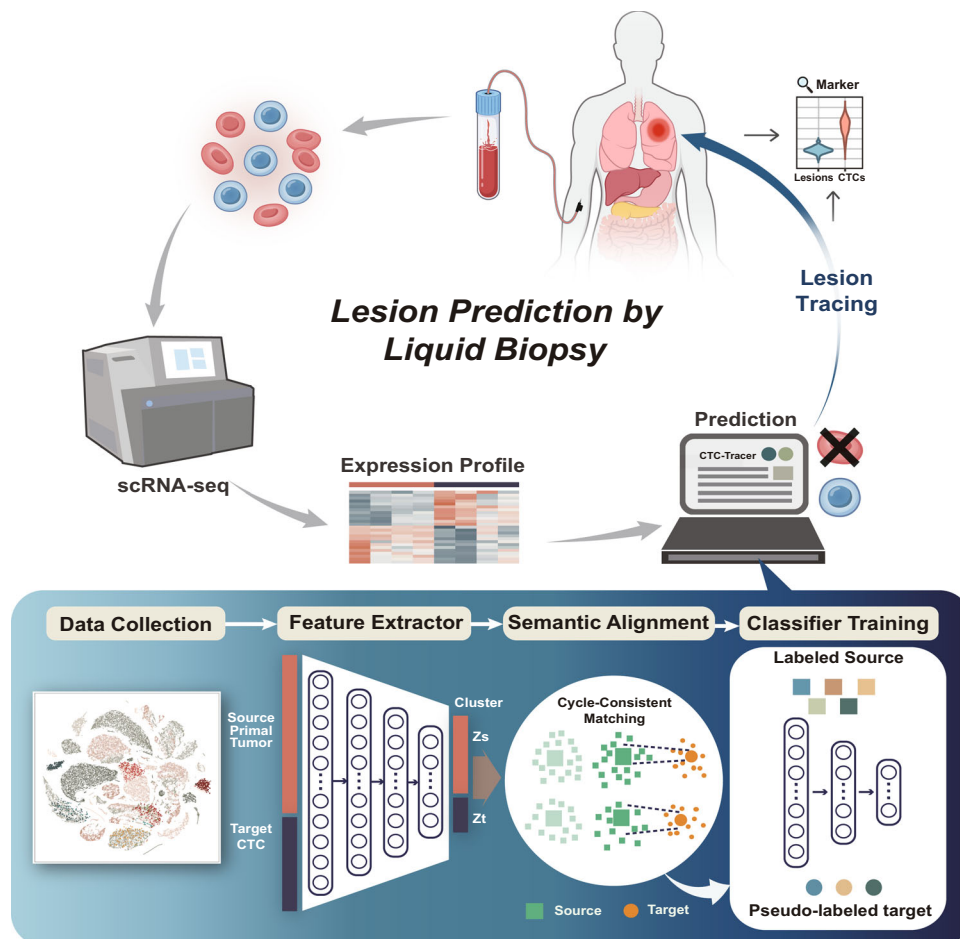 Marker
Lesions CTCs
Lesion
Tracing
Lesion Prediction by
Liquid Biopsy
scRNA-seq
Expression Profile
Prediction
CTC-Tracer
Data Collection
Feature Extractor
Semantic Alignment
Classifier Training
Source
Primal
Tumor
Target
CTC
Cluster
Zs
Zt
Cycle-Consistent
Matching
Source
Target
Labeled Source
Pseudo-labeled target